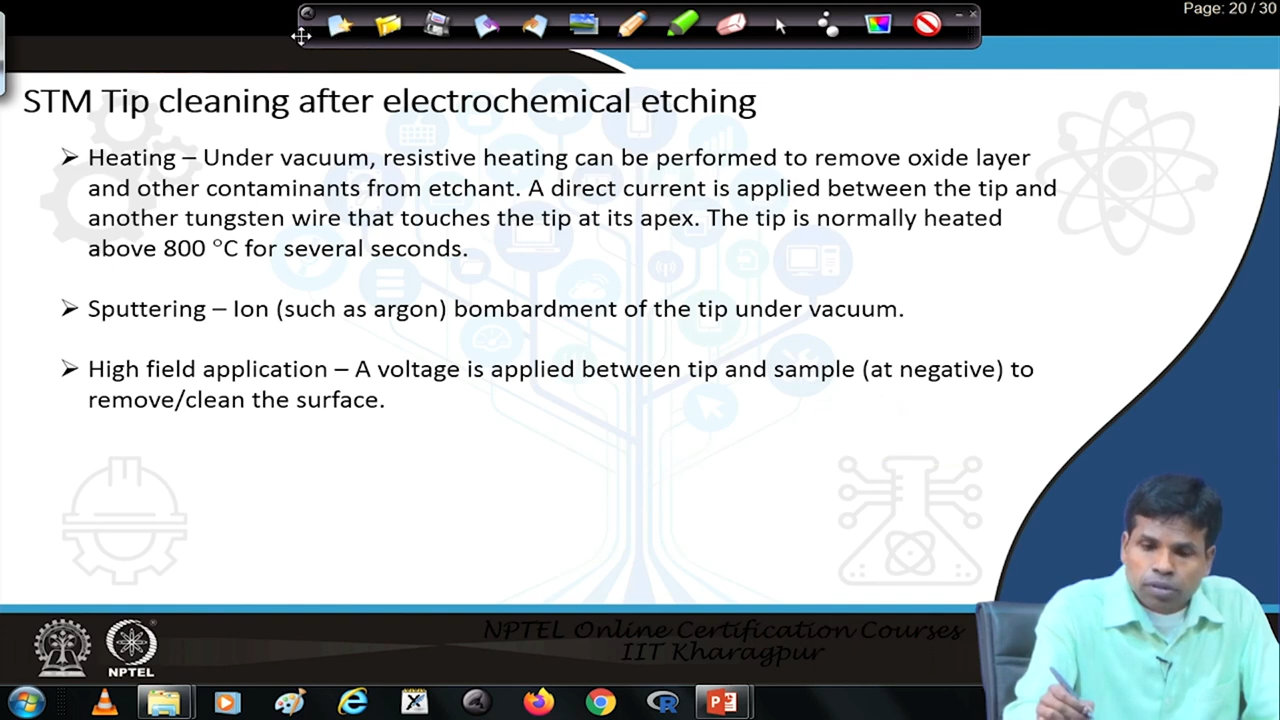 Page: 20 / 30
STM Tip cleaning after electrochemical etching
➢ Heating – Under vacuum, resistive heating can be performed to remove oxide layer
and other contaminants from etchant. A direct current is applied between the tip and
another tungsten wire that touches the tip at its apex. The tip is normally heated
above 800 °C for several seconds.
➢ Sputtering – Ion (such as argon) bombardment of the tip under vacuum.
➢ High field application – A voltage is applied between tip and sample (at negative) to
remove/clean the surface.
NPTEL Online Certification Courses
IIT Kharagpur
NPTEL